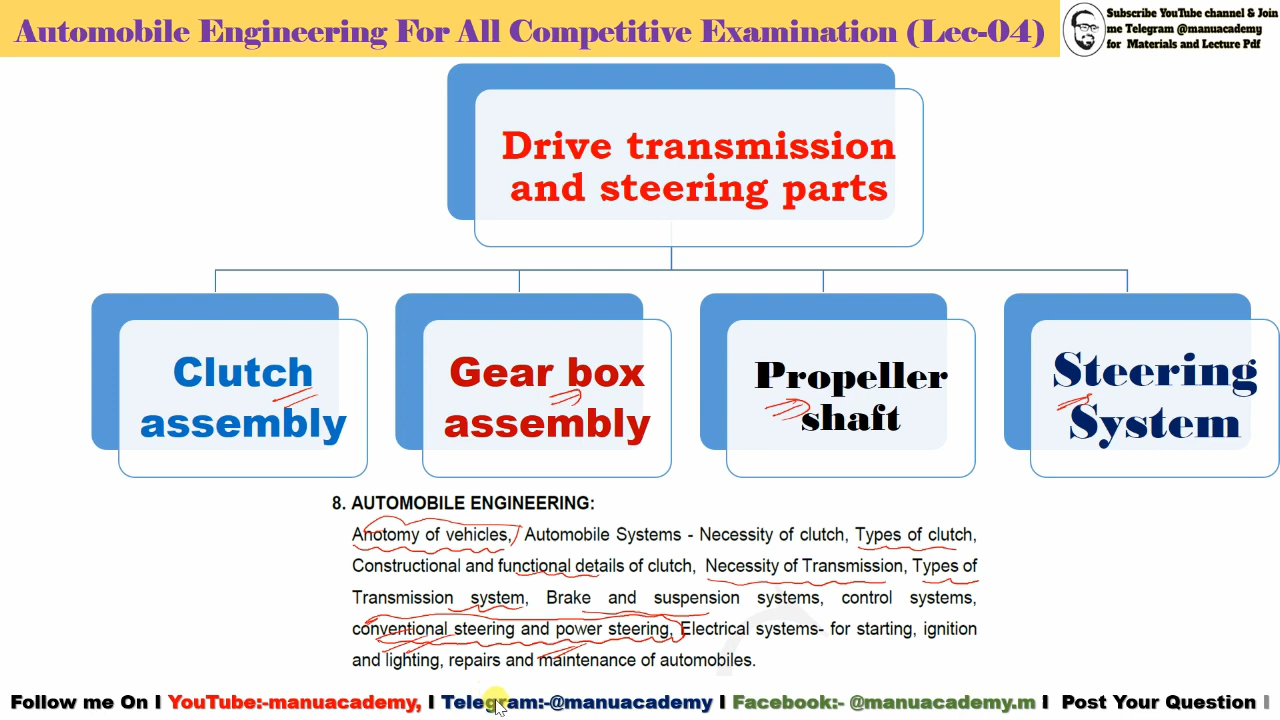 Automobile Engineering For All Competitive Examination (Lec-04)
Subscribe YouTube channel & Join
me Telegram @manuacademy
for Materials and Lecture Pdf
Drive transmission
and steering parts
Clutch
assembly
Gear box
assembly
Propeller
shaft
Steering
System
8. AUTOMOBILE ENGINEERING:
Anotomy of vehicles, Automobile Systems - Necessity of clutch, Types of clutch,
Constructional and functional details of clutch, Necessity of Transmission, Types of
Transmission system, Brake and suspension systems, control systems,
conventional steering and power steering, Electrical systems- for starting, ignition
and lighting, repairs and maintenance of automobiles.
Follow me On I YouTube:-manuacademy, I Telegram:-@manuacademy I Facebook:- @manuacademy.m I Post Your Question I